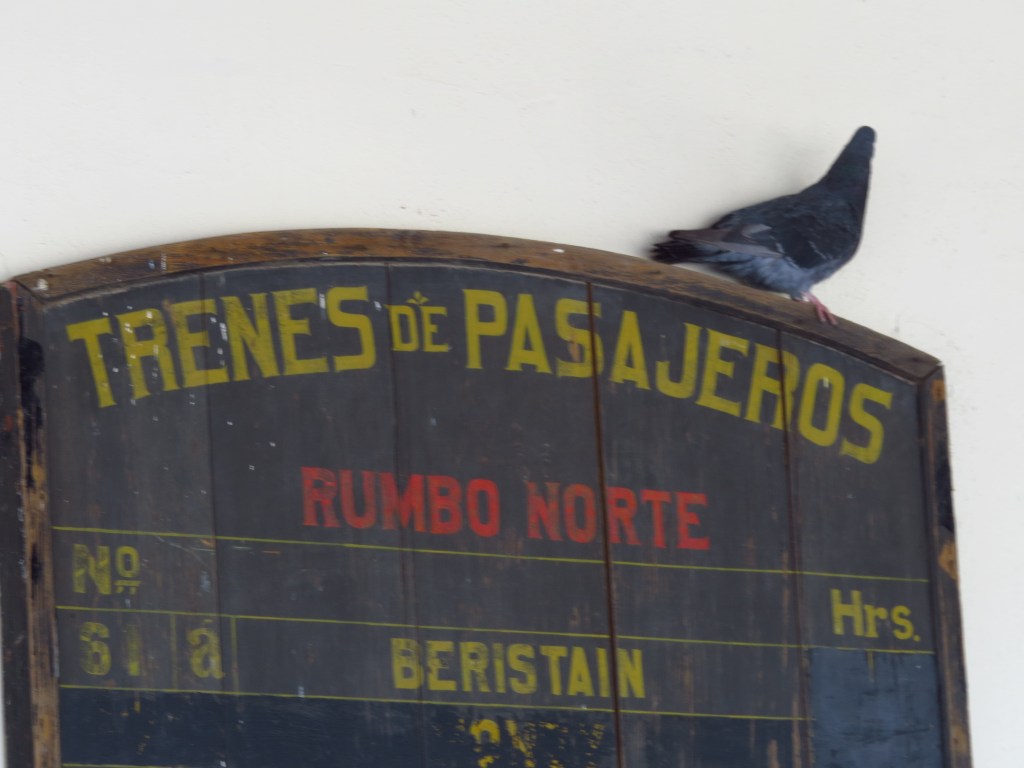 TRENES DE PASAJEROS
RUMBO NORTE
Nº
Hrs.
61 a BERISTAIN